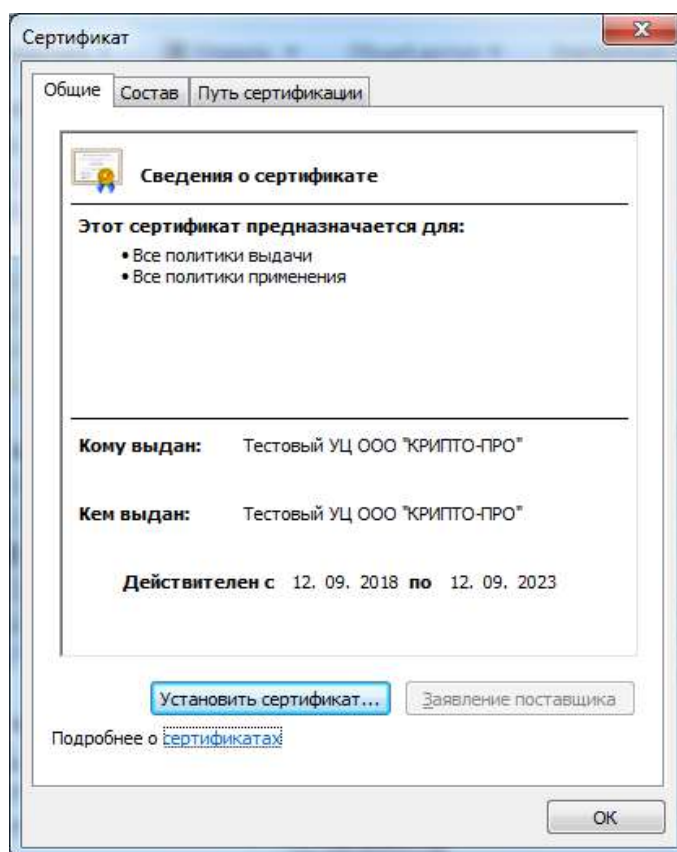 Сертификат
Общие Состав Путь сертификации
Сведения о сертификате
Этот сертификат предназначается для:
• Все политики выдачи
• Все политики применения
Кому выдан: Тестовый УЦ ООО "КРИПТО-ПРО"
Кем выдан: Тестовый УЦ ООО "КРИПТО-ПРО"
Действителен с 12. 09. 2018 по 12. 09. 2023
Установить сертификат... Заявление поставщика
Подробнее о сертификатах
ОК